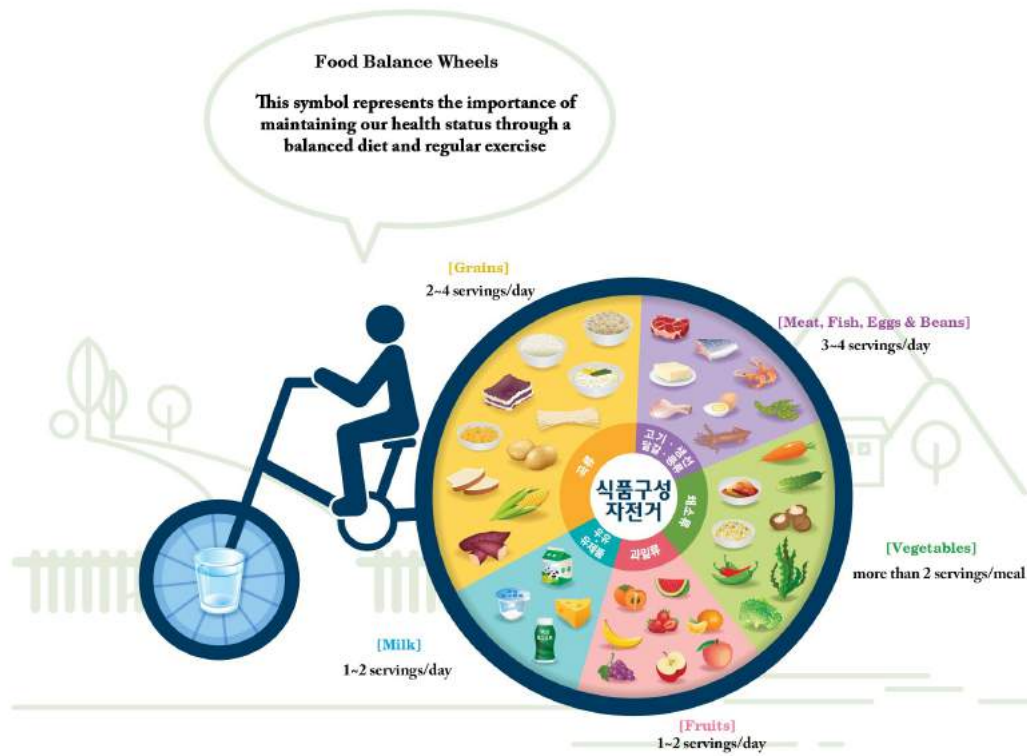 Food Balance Wheels
This symbol represents the importance of
maintaining our health status through a
balanced diet and regular exercise
[Grains]
2~4 servings/day
[Meat, Fish, Eggs & Beans]
3~4 servings/day
고기·생선
달걀·콩류
곡류
식품구성
자전거
채소류
우유·
유제품
과일류
[Vegetables]
more than 2 servings/meal
[Milk]
1~2 servings/day
[Fruits]
1~2 servings/day